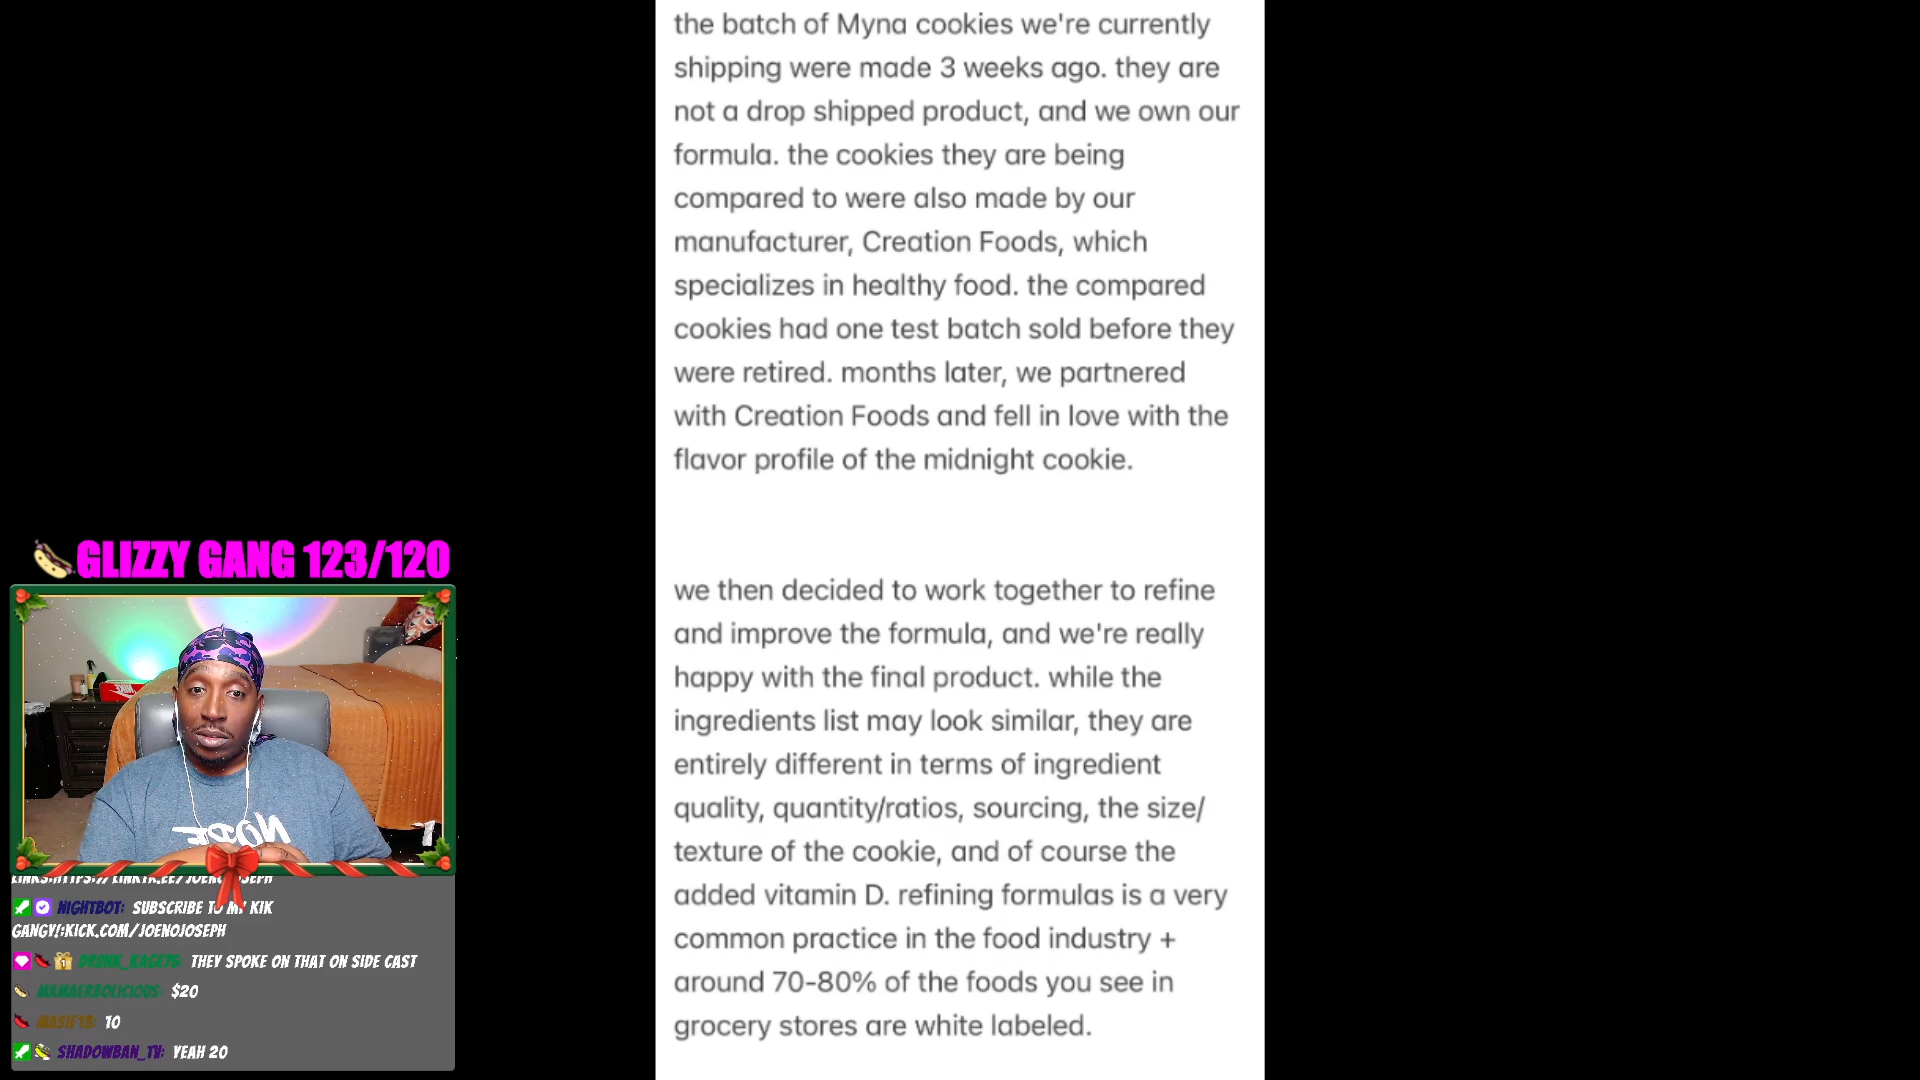 the batch of Myna cookies we're currently
shipping were made 3 weeks ago. they are
not a drop shipped product, and we own our
formula. the cookies they are being
compared to were also made by our
manufacturer, Creation Foods, which
specializes in healthy food. the compared
cookies had one test batch sold before they
were retired. months later, we partnered
with Creation Foods and fell in love with the
flavor profile of the midnight cookie.
we then decided to work together to refine
and improve the formula, and we're really
happy with the final product. while the
ingredients list may look similar, they are
entirely different in terms of ingredient
quality, quantity/ratios, sourcing, the size/
texture of the cookie, and of course the
added vitamin D. refining formulas is a very
common practice in the food industry +
around 70-80% of the foods you see in
grocery stores are white labeled.
GLIZZY GANG 123/120
NIGHTBOT: SUBSCRIBE TO MY KIK
GANGY!:KICK.COM/JOENOJOSEPH
DRUNK_KAGE75: THEY SPOKE ON THAT ON SIDE CAST
MAMAERBOLICIOUS: $20
MASIF13: 10
SHADOWBAN_TV: YEAH 20